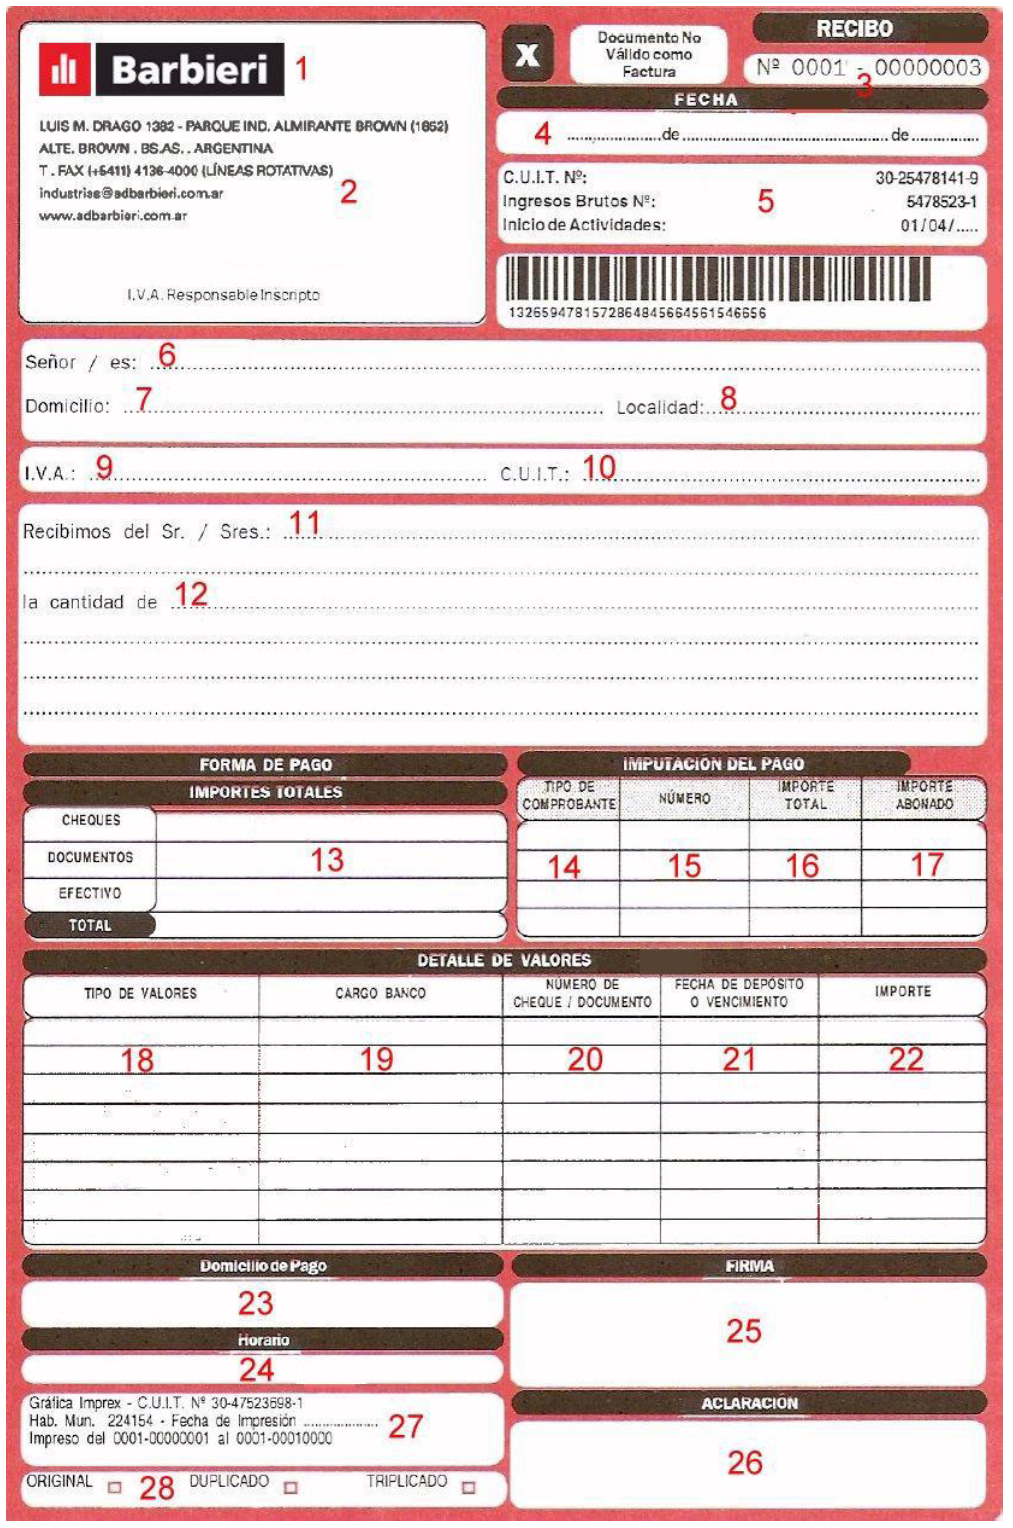 Barbieri 1
LUIS M. DRAGO 1382 - PARQUE IND. ALMIRANTE BROWN (1852)
ALTE. BROWN . BS.AS. . ARGENTINA
T . FAX (+5411) 4136-4000 (LÍNEAS ROTATIVAS)
industrias@adbarbieri.com.ar
2
www.adbarbieri.com.ar
I.V.A. Responsable Inscripto
X
Documento No
Válido como
Factura
RECIBO
Nº 0001 - 00000003
3
FECHA
4 ....................de..........................................de..............
C.U.I.T. Nº: 30-25478141-9
Ingresos Brutos Nº: 5 5478523-1
Inicio de Actividades: 01/04/.....
13265947815728648456645615466​56
Señor / es: 6
Domicilio: 7 Localidad: 8
I.V.A.: 9 C.U.I.T.: 10
Recibimos del Sr. / Sres.: 11
la cantidad de 12
FORMA DE PAGO
IMPORTES TOTALES
CHEQUES
DOCUMENTOS 13
EFECTIVO
TOTAL
IMPUTACION DEL PAGO
TIPO DE COMPROBANTE NÚMERO IMPORTE TOTAL IMPORTE ABONADO
14 15 16 17
DETALLE DE VALORES
TIPO DE VALORES CARGO BANCO NÚMERO DE CHEQUE / DOCUMENTO FECHA DE DEPÓSITO O VENCIMIENTO IMPORTE
18 19 20 21 22
Domicilio de Pago
23
Horario
24
Gráfica Imprex - C.U.I.T. Nº 30-47523698-1
Hab. Mun. 224154 - Fecha de Impresión ...................
27
Impreso del 0001-00000001 al 0001-00010000
ORIGINAL 28 DUPLICADO TRIPLICADO
FIRMA
25
ACLARACIÓN
26